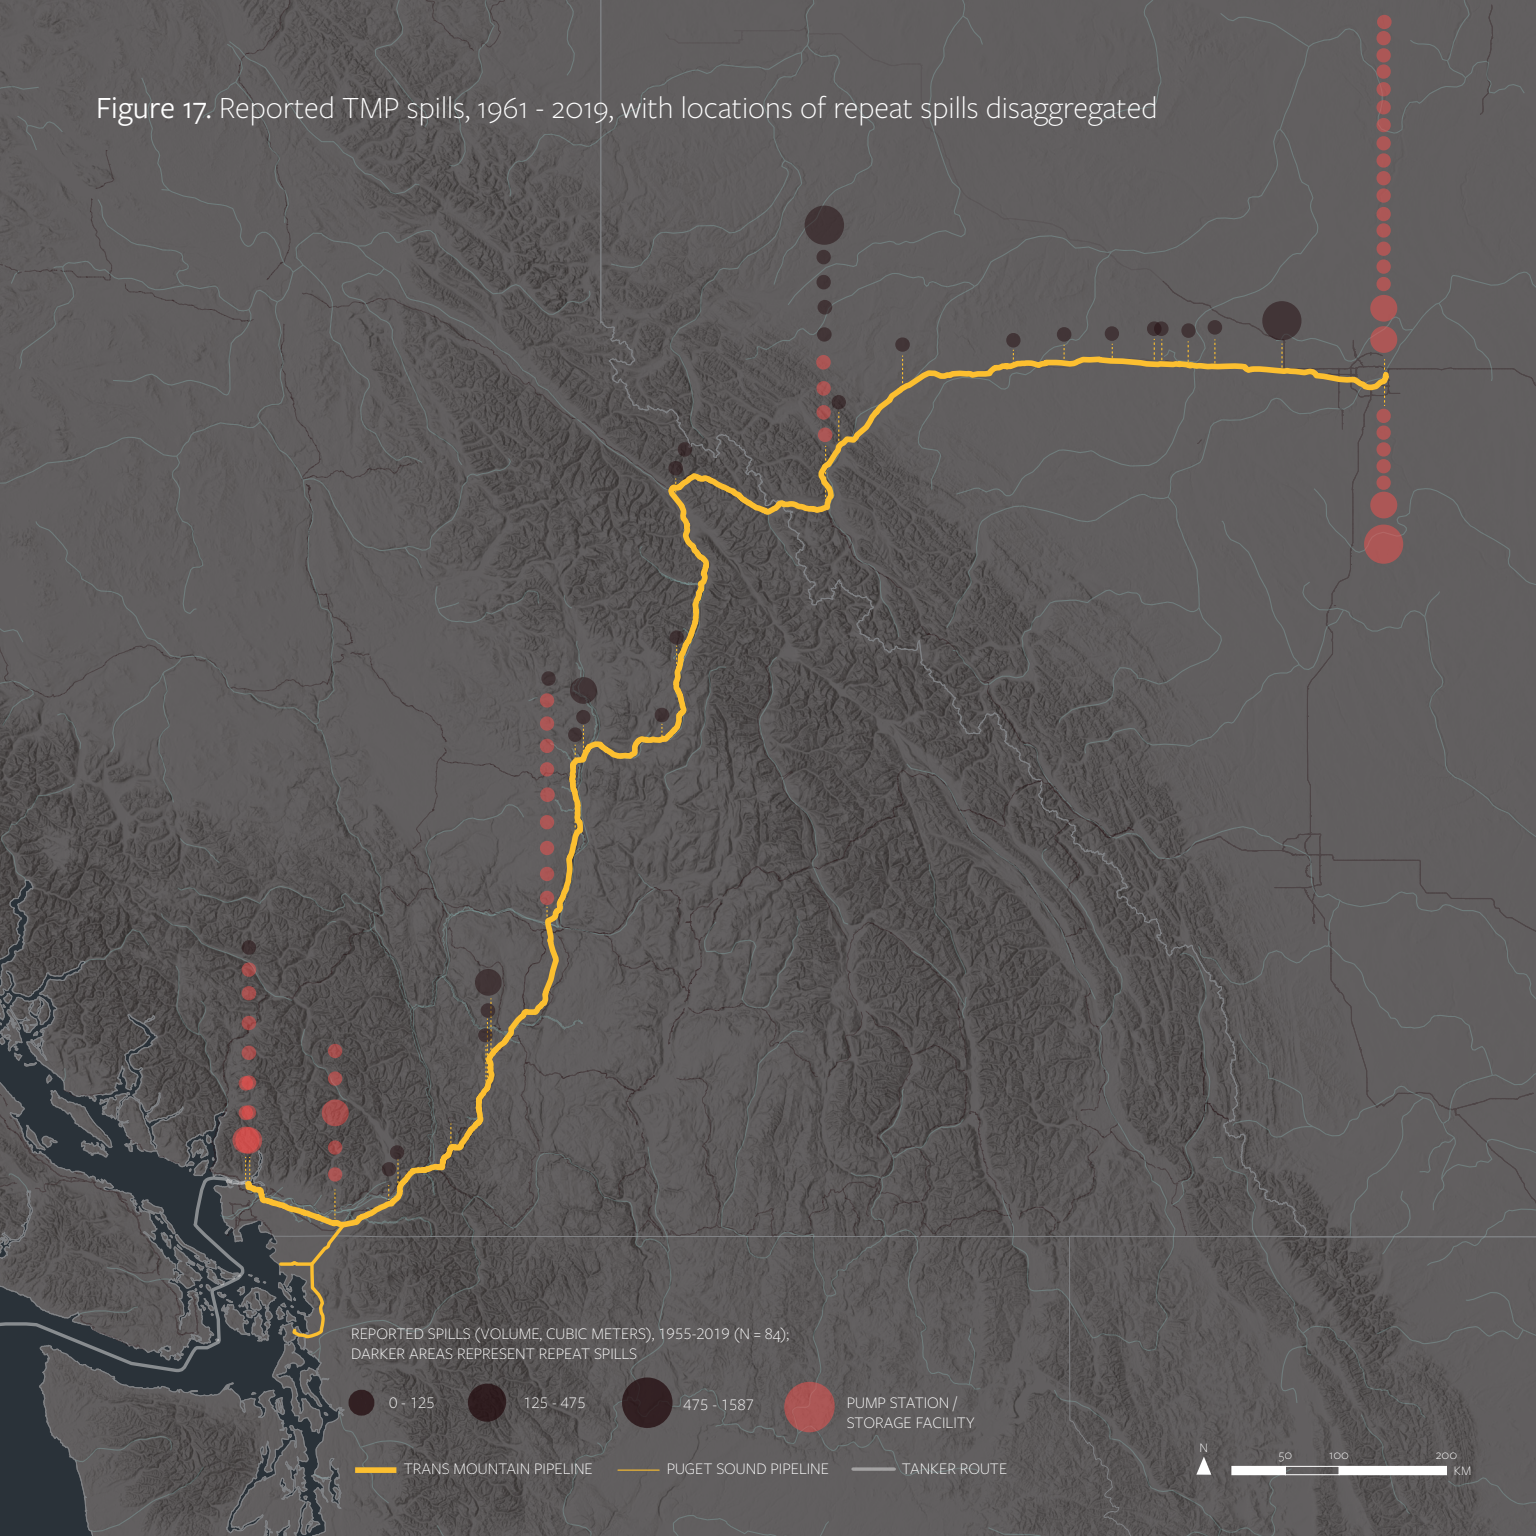 Figure 17. Reported TMP spills, 1961 - 2019, with locations of repeat spills disaggregated
REPORTED SPILLS (VOLUME, CUBIC METERS), 1955-2019 (N = 84);
DARKER AREAS REPRESENT REPEAT SPILLS
0 - 125
125 - 475
475 - 1587
PUMP STATION /
STORAGE FACILITY
TRANS MOUNTAIN PIPELINE
PUGET SOUND PIPELINE
TANKER ROUTE
N
50 100 200
KM